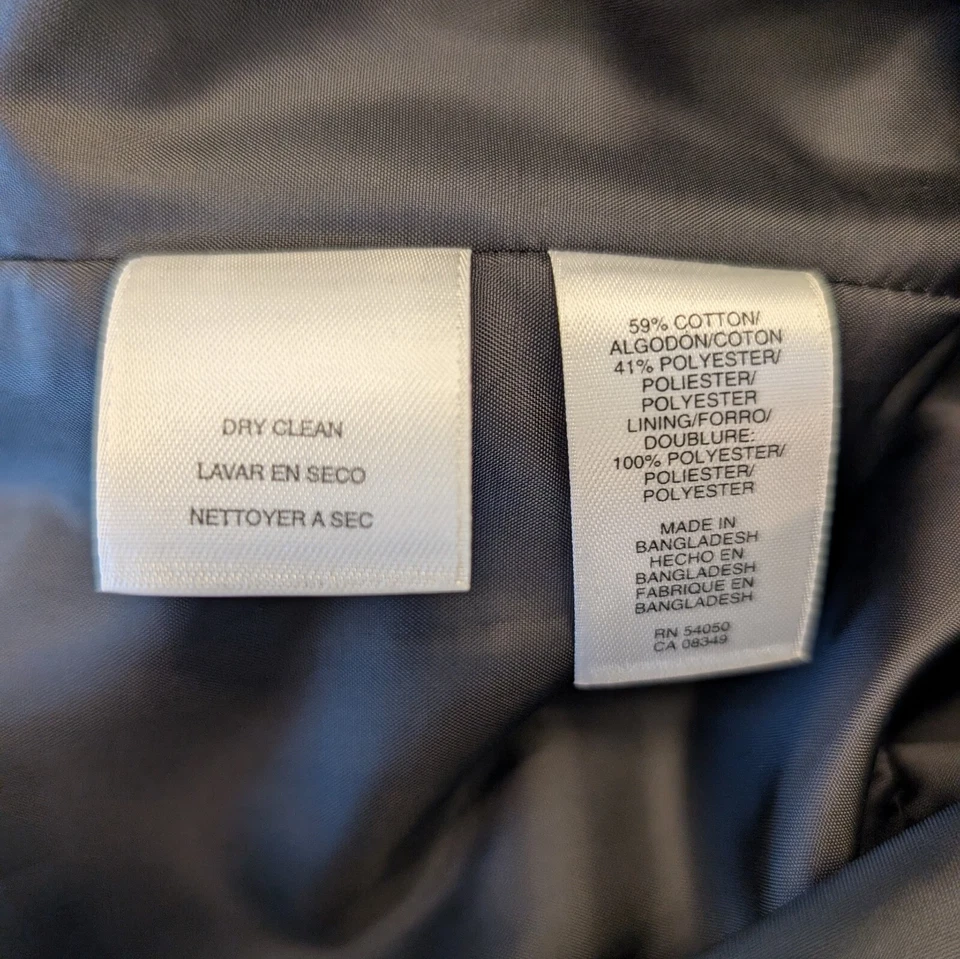 DRY CLEAN
LAVAR EN SECO
NETTOYER A SEC
59% COTTON/
ALGODÓN/COTON
41% POLYESTER/
POLIESTER/
POLYESTER
LINING/FORRO/
DOUBLURE:
100% POLYESTER/
POLIESTER/
POLYESTER
MADE IN
BANGLADESH
HECHO EN
BANGLADESH
FABRIQUE EN
BANGLADESH
RN 54050
CA 08349